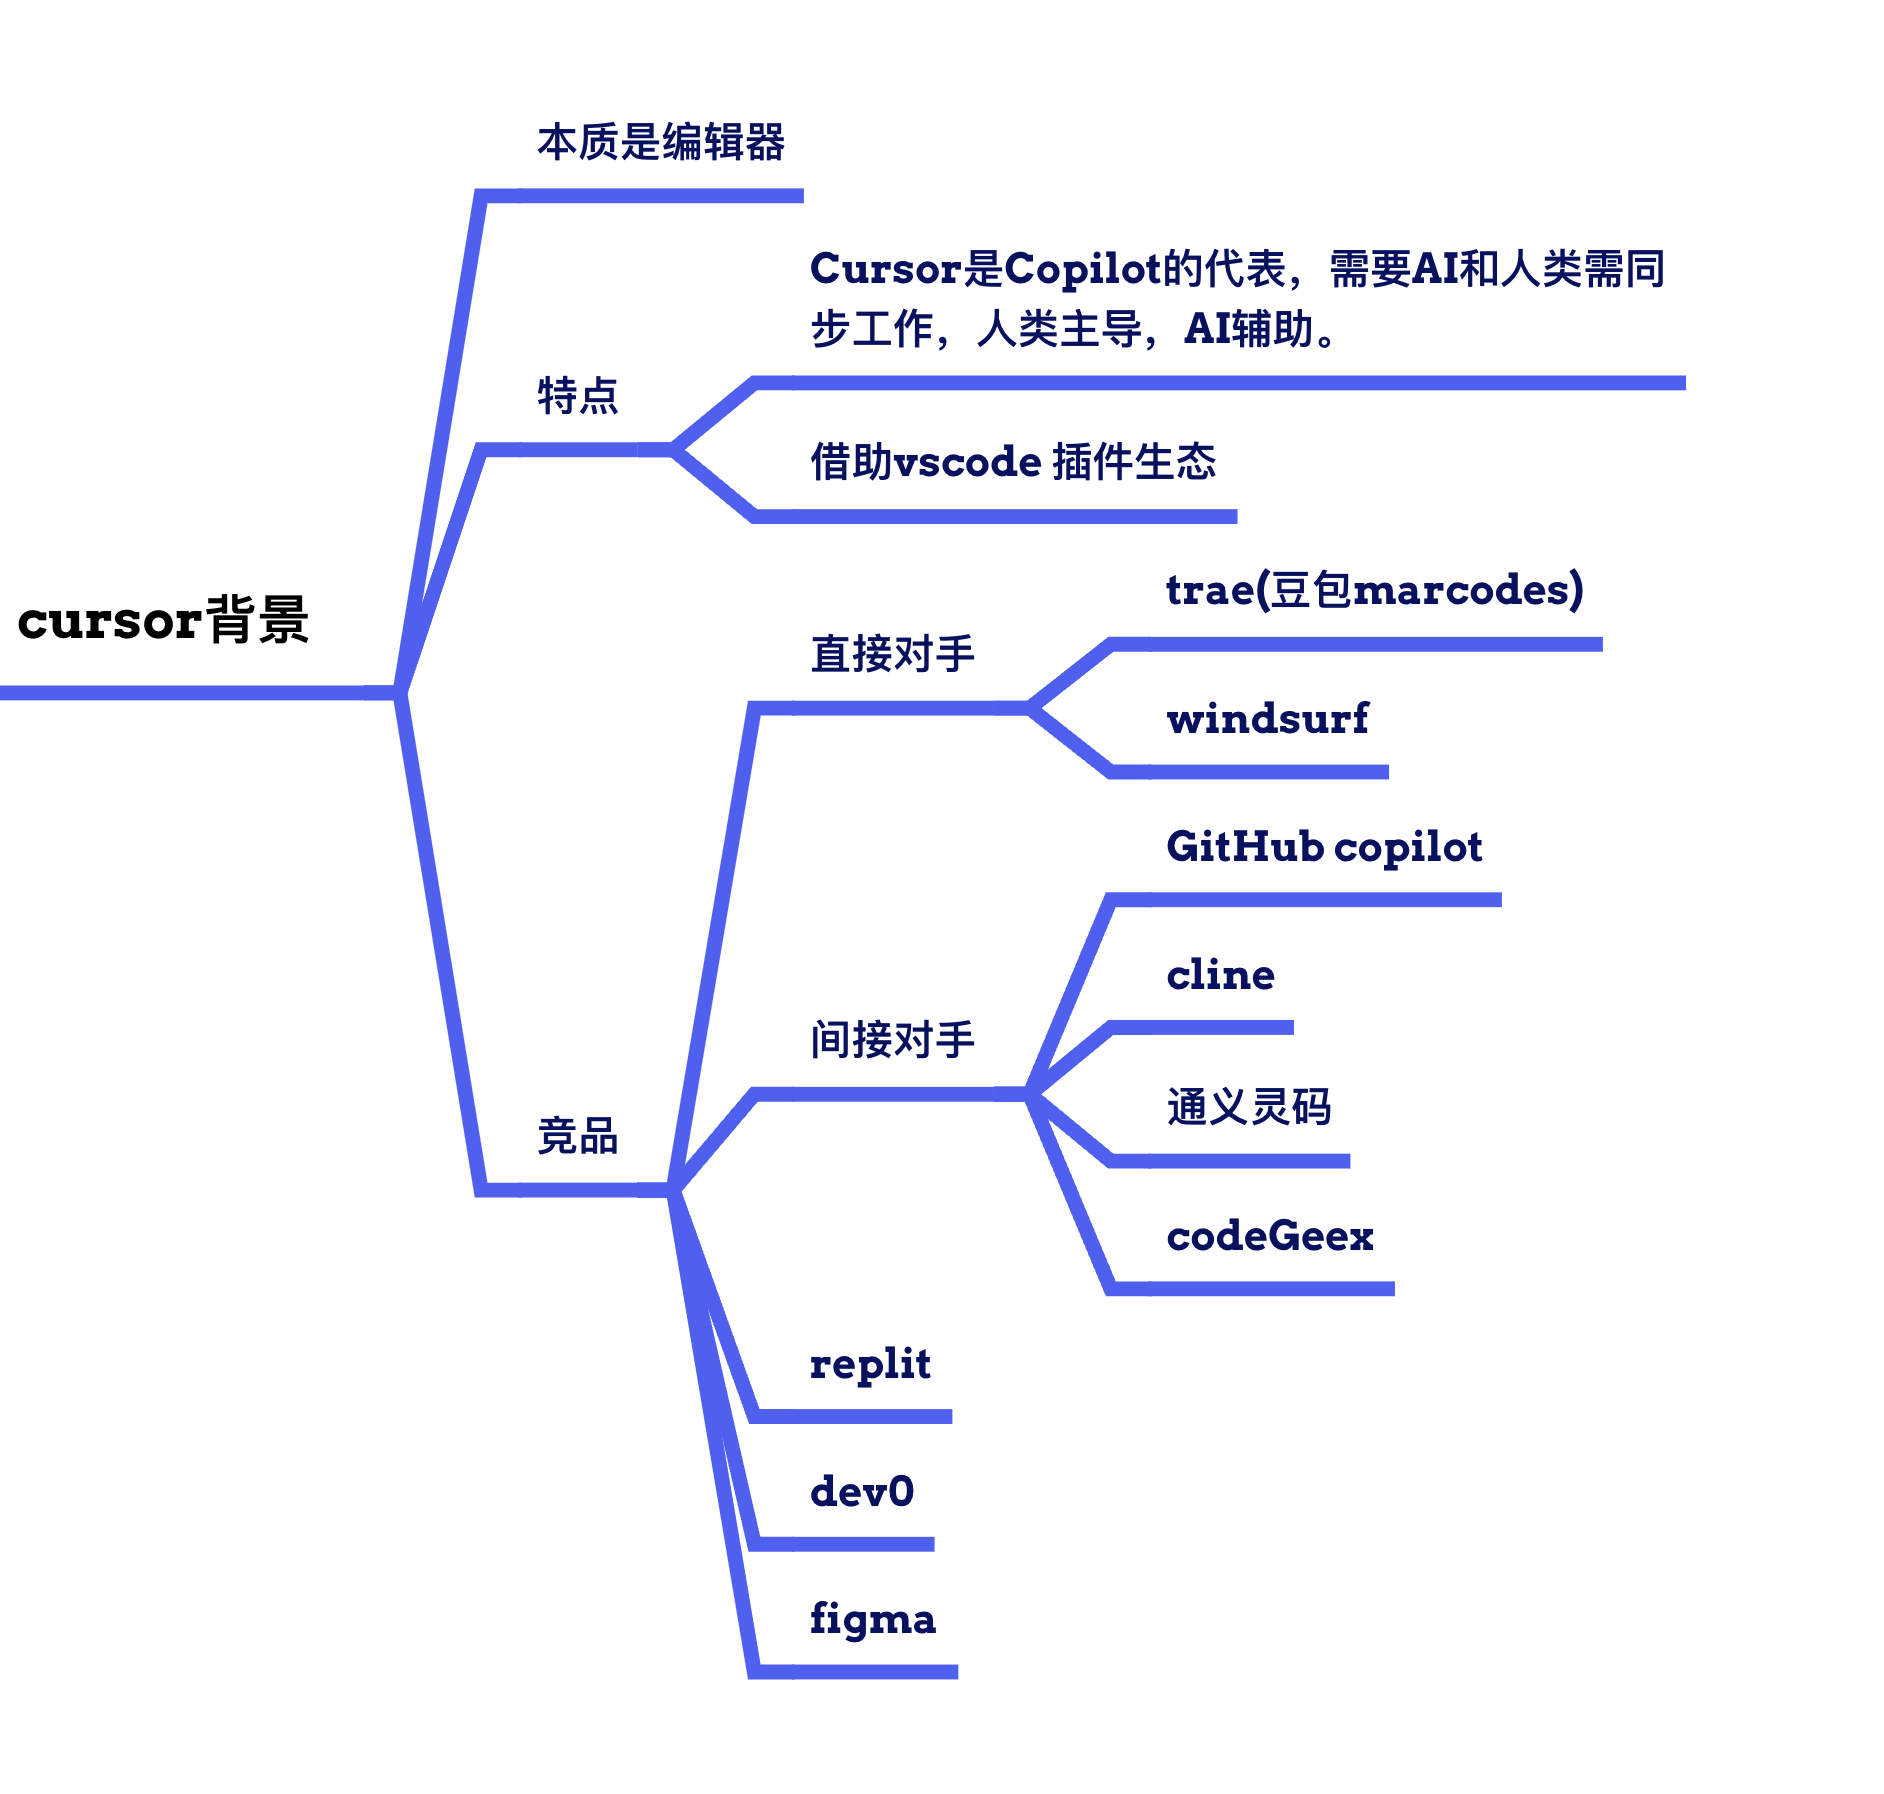 本质是编辑器
Cursor是Copilot的代表，需要AI和人类需同
步工作，人类主导，AI辅助。
特点
借助vscode 插件生态
cursor背景
trae(豆包marcodes)
直接对手
windsurf
GitHub copilot
cline
间接对手
通义灵码
竞品
codeGeex
replit
dev0
figma